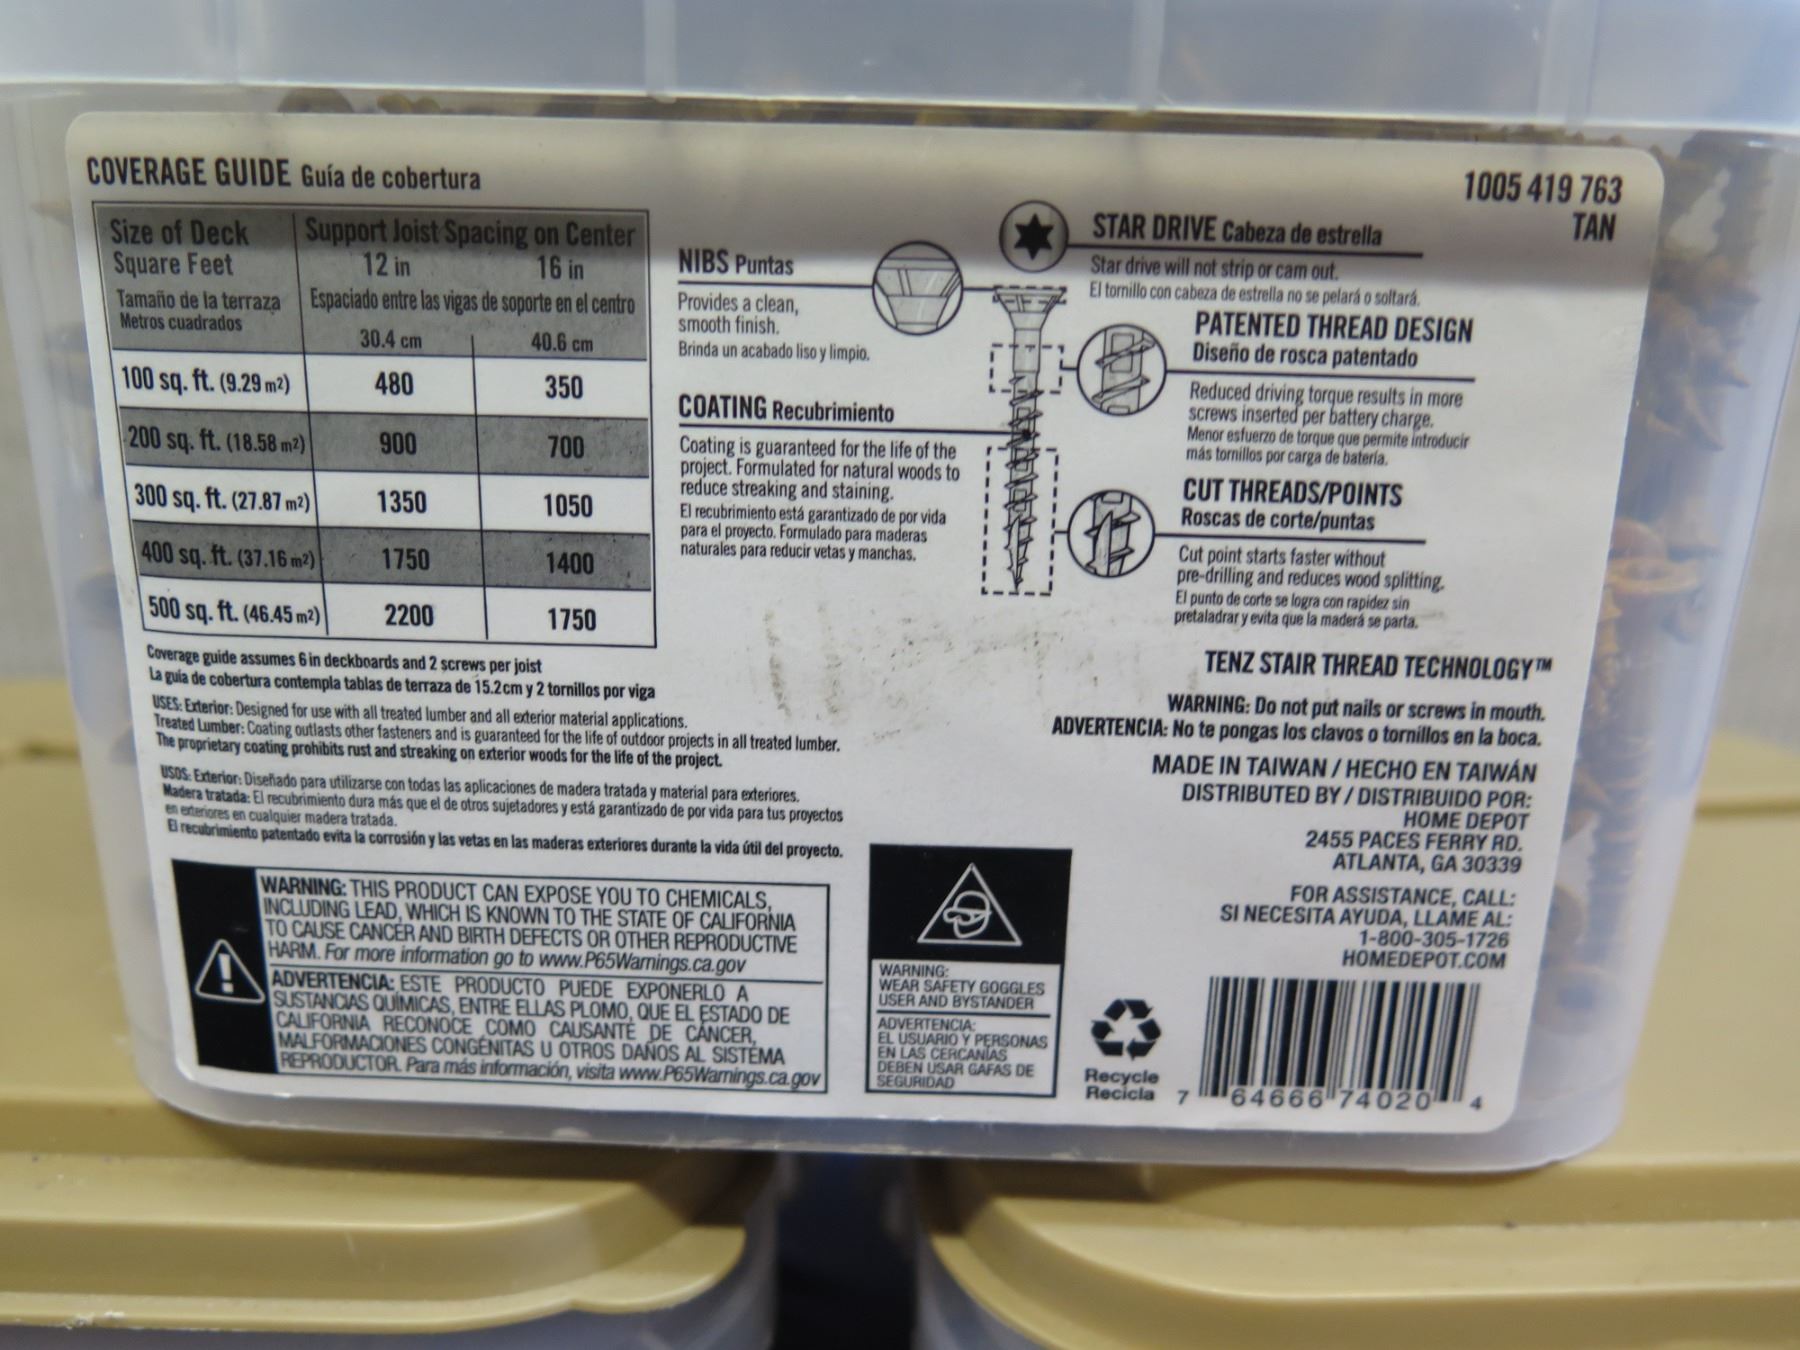 COVERAGE GUIDE Guía de cobertura
Size of Deck
Square Feet
Tamaño de la terraza
Metros cuadrados
Support Joist Spacing on Center
12 in 16 in
Espaciado entre las vigas de soporte en el centro
30.4 cm 40.6 cm
100 sq. ft. (9.29 m²) 480 350
200 sq. ft. (18.58 m²) 900 700
300 sq. ft. (27.87 m²) 1350 1050
400 sq. ft. (37.16 m²) 1750 1400
500 sq. ft. (46.45 m²) 2200 1750
Coverage guide assumes 6 in deckboards and 2 screws per joist
La guía de cobertura contempla tablas de terraza de 15.2cm y 2 tornillos por viga
USES: Exterior: Designed for use with all treated lumber and all exterior material applications.
Treated Lumber: Coating outlasts other fasteners and is guaranteed for the life of outdoor projects in all treated lumber.
The proprietary coating prohibits rust and streaking on exterior woods for the life of the project.
USOS: Exterior: Diseñado para utilizarse con todas las aplicaciones de madera tratada y material para exteriores.
Madera tratada: El recubrimiento dura más que el de otros sujetadores y está garantizado de por vida para tus proyectos
en exteriores en cualquier madera tratada.
El recubrimiento patentado evita la corrosión y las vetas en las maderas exteriores durante la vida útil del proyecto.
WARNING: THIS PRODUCT CAN EXPOSE YOU TO CHEMICALS,
INCLUDING LEAD, WHICH IS KNOWN TO THE STATE OF CALIFORNIA
TO CAUSE CANCER AND BIRTH DEFECTS OR OTHER REPRODUCTIVE
HARM. For more information go to www.P65Warnings.ca.gov
ADVERTENCIA: ESTE PRODUCTO PUEDE EXPONERLO A
SUSTANCIAS QUÍMICAS, ENTRE ELLAS PLOMO, QUE EL ESTADO DE
CALIFORNIA RECONOCE COMO CAUSANTE DE CÁNCER,
MALFORMACIONES CONGÉNITAS U OTROS DAÑOS AL SISTEMA
REPRODUCTOR. Para más información, visita www.P65Warnings.ca.gov
NIBS Puntas
Provides a clean,
smooth finish.
Brinda un acabado liso y limpio.
COATING Recubrimiento
Coating is guaranteed for the life of the
project. Formulated for natural woods to
reduce streaking and staining.
El recubrimiento está garantizado de por vida
para el proyecto. Formulado para maderas
naturales para reducir vetas y manchas.
WARNING:
WEAR SAFETY GOGGLES
USER AND BYSTANDER
ADVERTENCIA:
EL USUARIO Y PERSONAS
EN LAS CERCANÍAS
DEBEN USAR GAFAS DE
SEGURIDAD
1005 419 763
TAN
STAR DRIVE Cabeza de estrella
Star drive will not strip or cam out.
El tornillo con cabeza de estrella no se pelará o soltará.
PATENTED THREAD DESIGN
Diseño de rosca patentado
Reduced driving torque results in more
screws inserted per battery charge.
Menor esfuerzo de torque que permite introducir
más tornillos por carga de batería.
CUT THREADS/POINTS
Roscas de corte/puntas
Cut point starts faster without
pre-drilling and reduces wood splitting.
El punto de corte se logra con rapidez sin
pretaladrar y evita que la maderá se parta.
TENZ STAIR THREAD TECHNOLOGY™
WARNING: Do not put nails or screws in mouth.
ADVERTENCIA: No te pongas los clavos o tornillos en la boca.
MADE IN TAIWAN / HECHO EN TAIWÁN
DISTRIBUTED BY / DISTRIBUIDO POR:
HOME DEPOT
2455 PACES FERRY RD.
ATLANTA, GA 30339
FOR ASSISTANCE, CALL:
SI NECESITA AYUDA, LLAME AL:
1-800-305-1726
HOMEDEPOT.COM
Recycle
Recicla
7 64666 74020 4